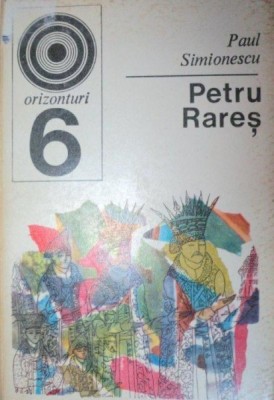 Paul
Simionescu
orizonturi
6
Petru
Rareș